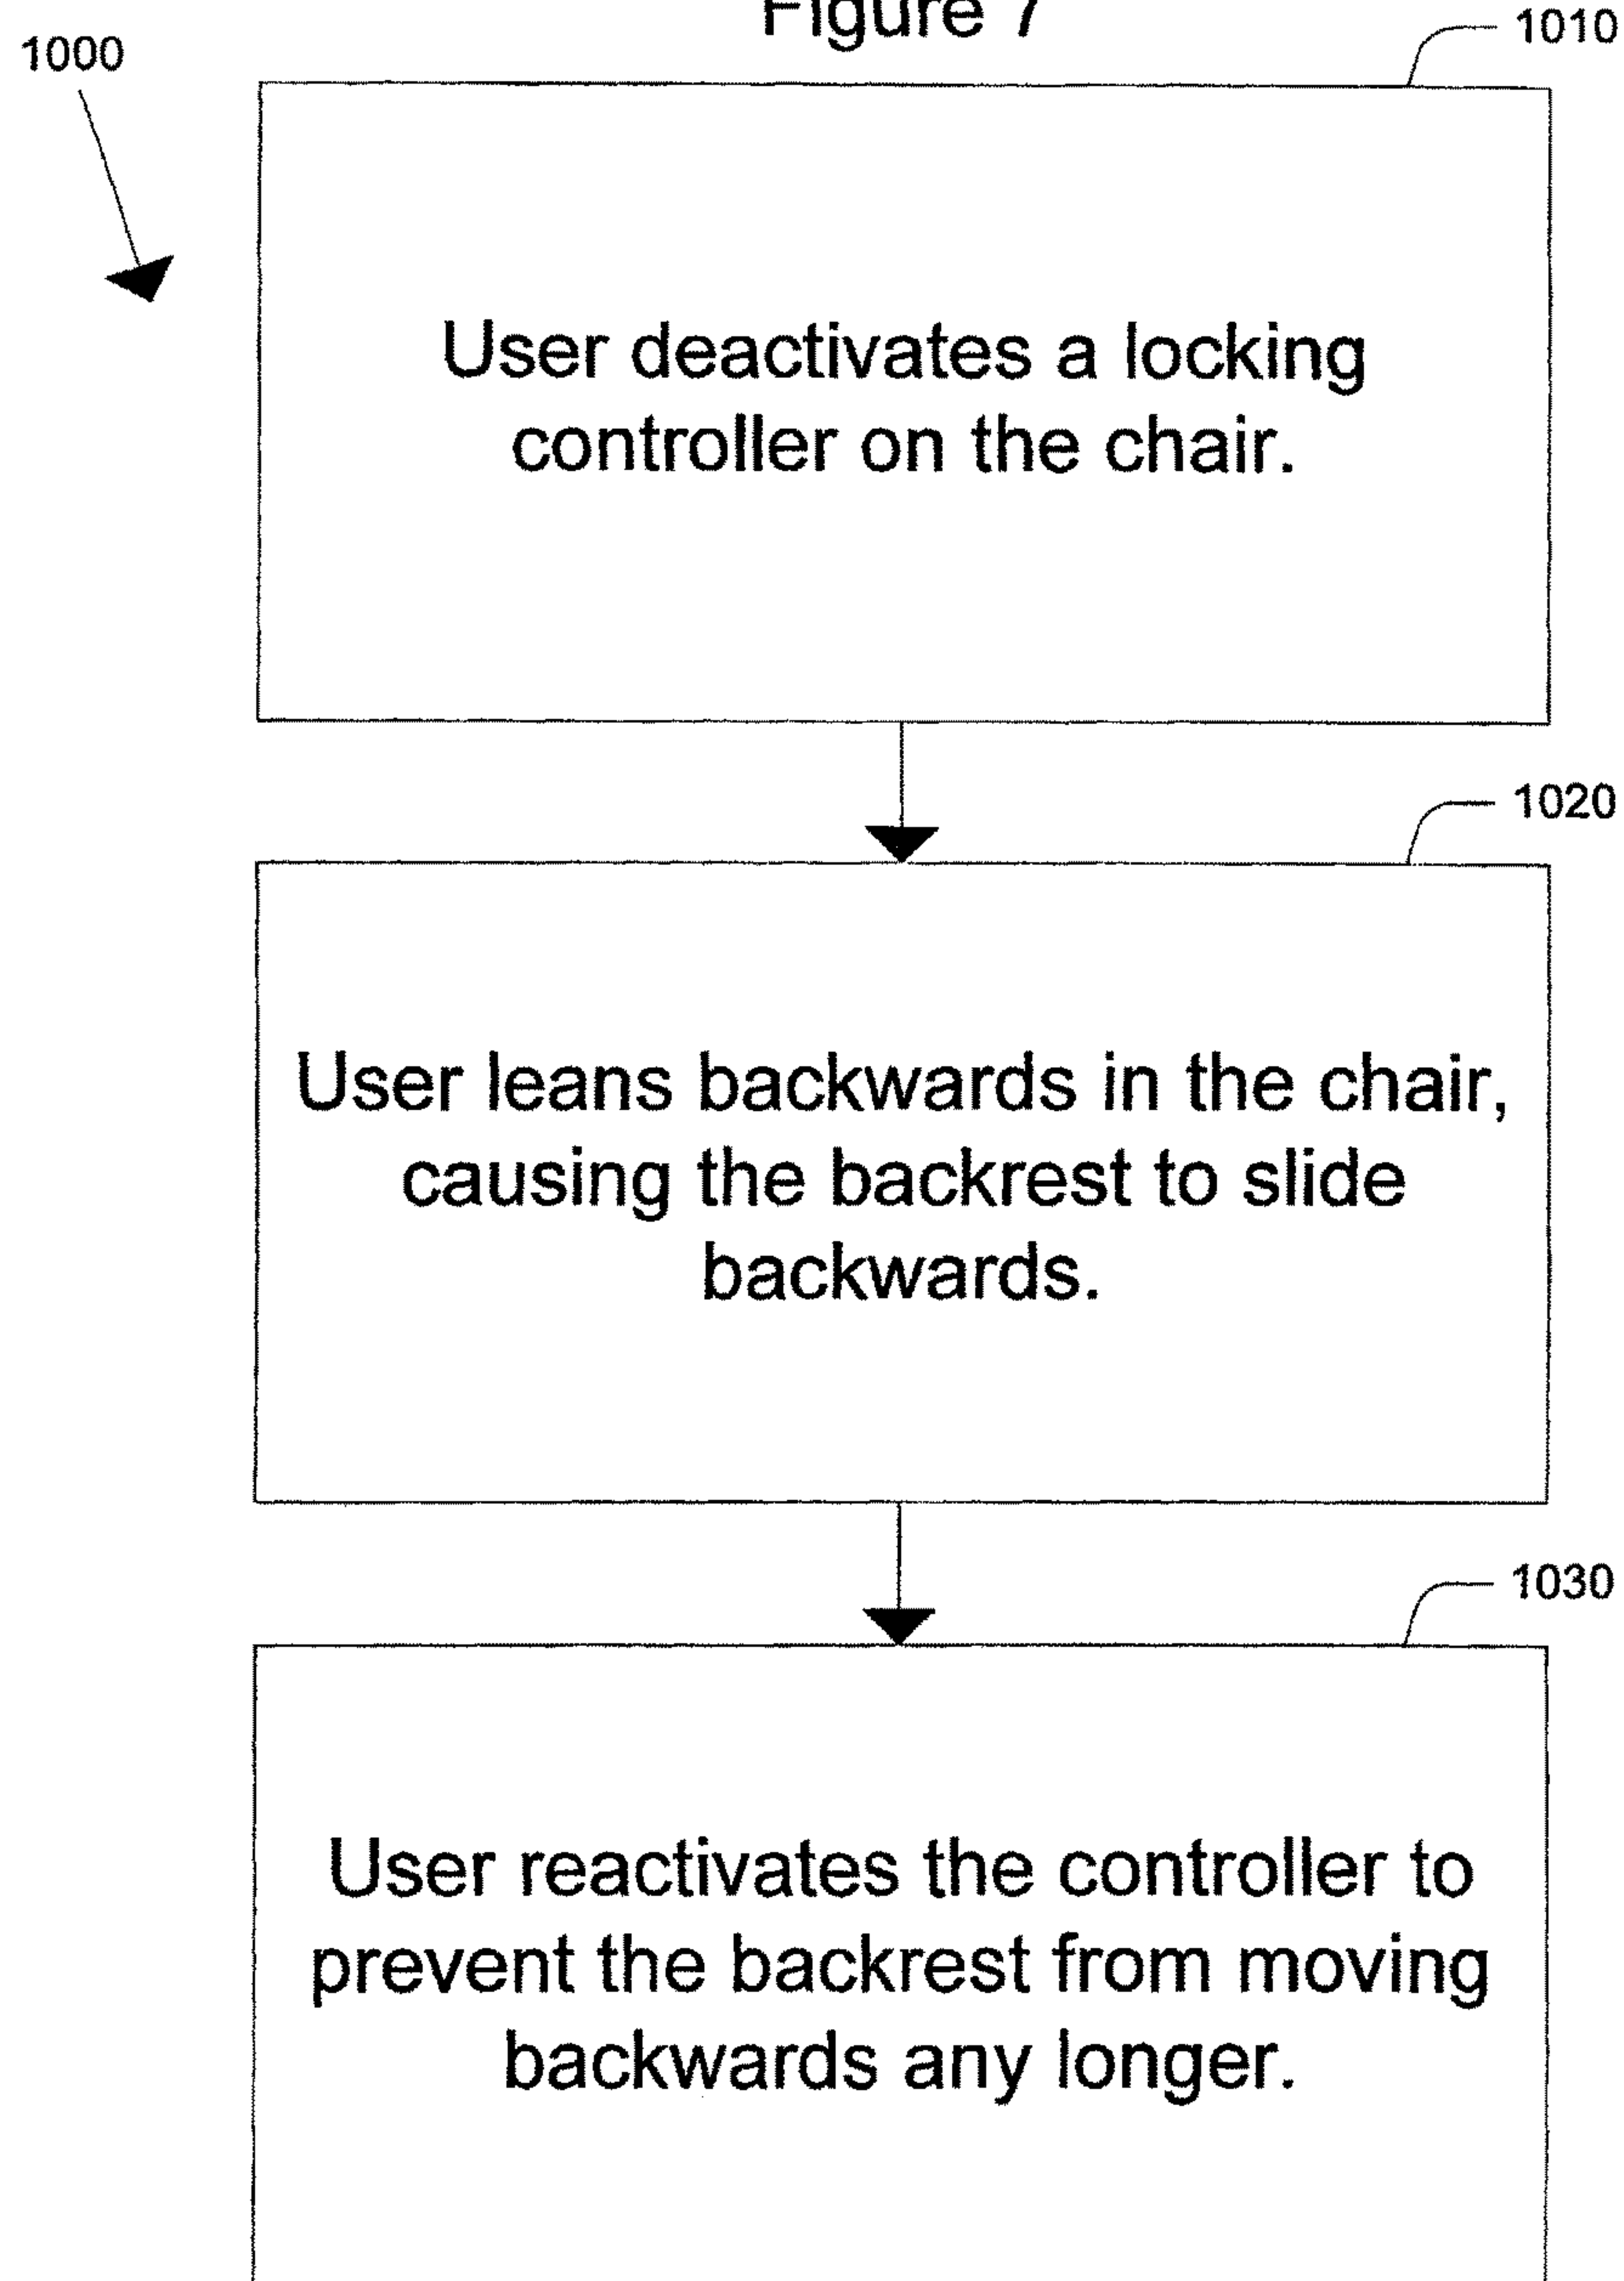 Figure 7
1000
1010
User deactivates a locking
controller on the chair.
1020
User leans backwards in the chair,
causing the backrest to slide
backwards.
1030
User reactivates the controller to
prevent the backrest from moving
backwards any longer.